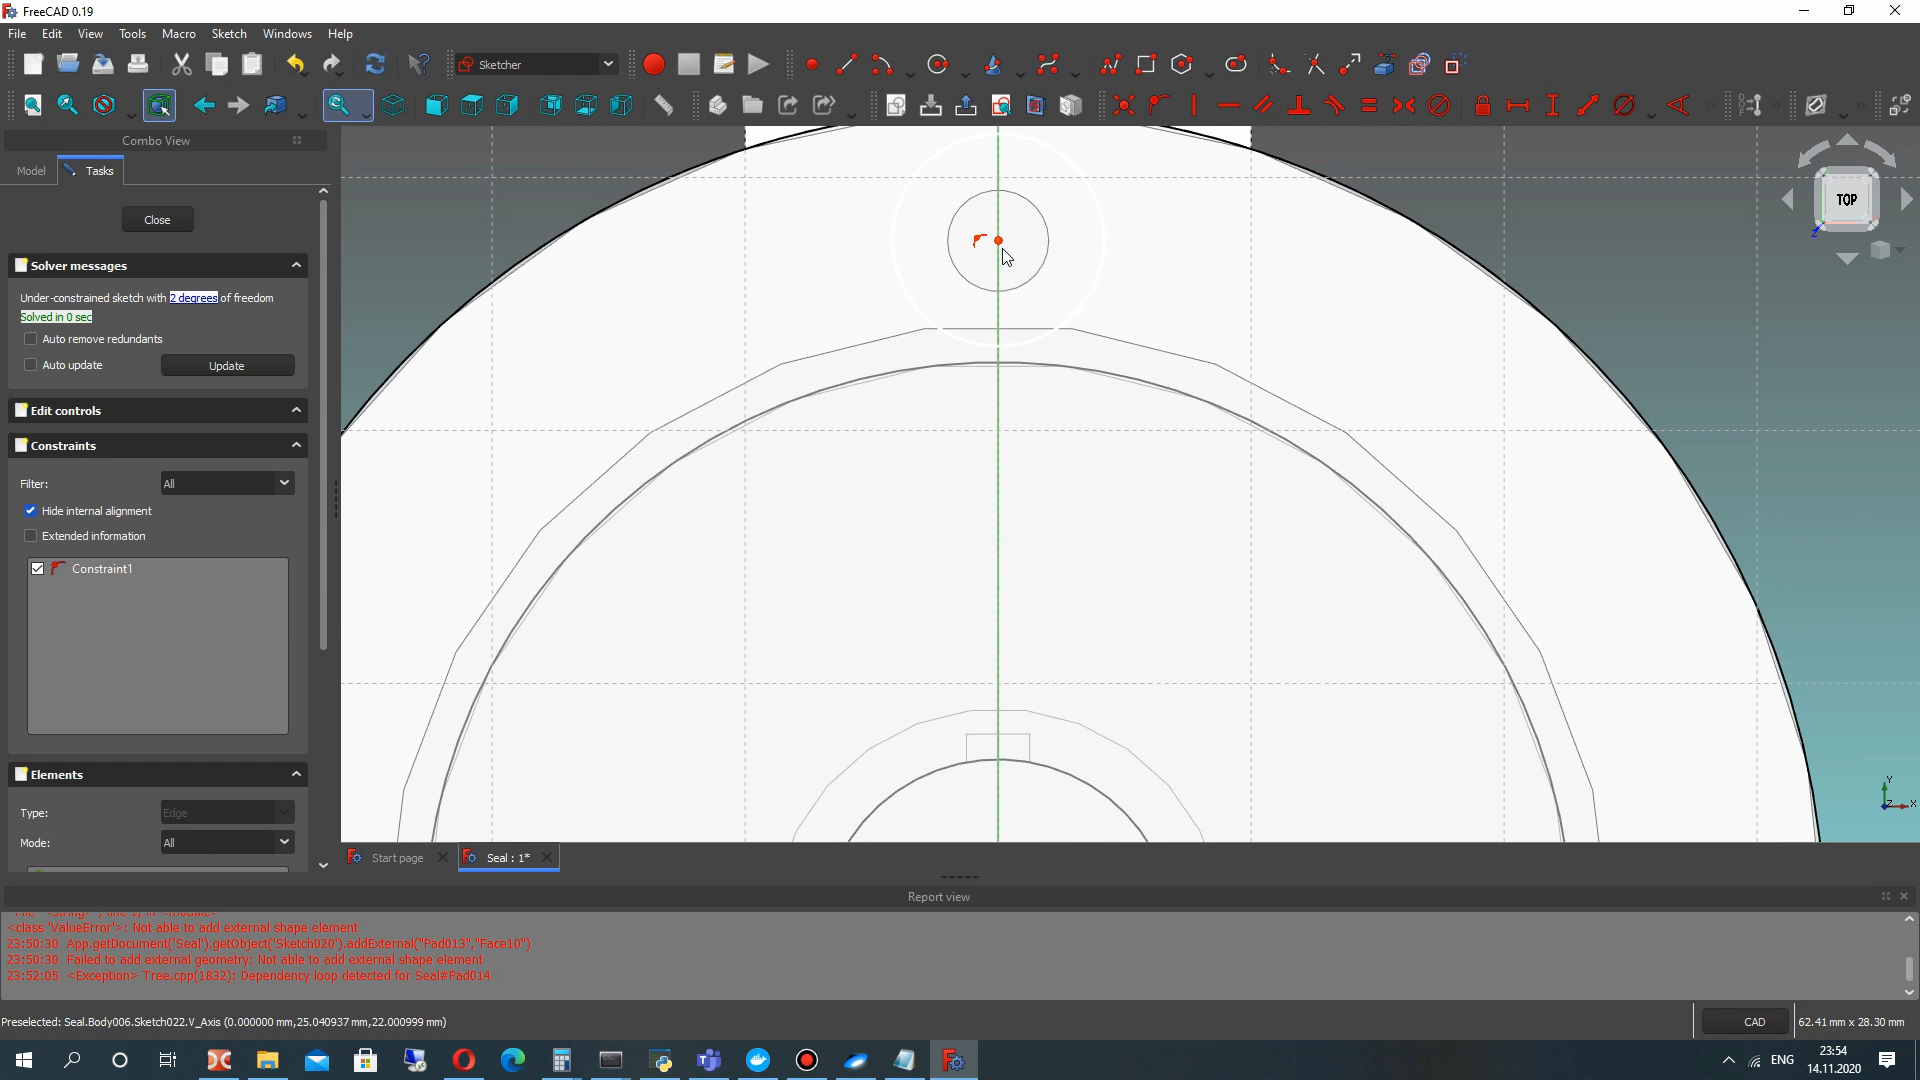 FreeCAD 0.19
File Edit View Tools Macro Sketch Windows Help
Sketcher
Combo View
Model Tasks
Close
Solver messages
Under-constrained sketch with 2 degrees of freedom
Solved in 0 sec
Auto remove redundants
Auto update Update
Edit controls
Constraints
Filter: All
Hide internal alignment
Extended information
Constraint1
Elements
Type: Edge
Mode: All
TOP
Z
Y
Z X
Start page Seal : 1*
Report view
File "<string>", line 1, in <module>
<class 'ValueError'>: Not able to add external shape element
23:50:30 App.getDocument('Seal').getObject('Sketch020').addExternal("Pad013","Face10")
23:50:30 Failed to add external geometry: Not able to add external shape element
23:52:05 <Exception> Tree.cpp(1832): Dependency loop detected for Seal#Pad014
Preselected: Seal.Body006.Sketch022.V_Axis (0.000000 mm,25.040937 mm,22.000999 mm)
CAD
62.41 mm x 28.30 mm
ENG
23:54
14.11.2020